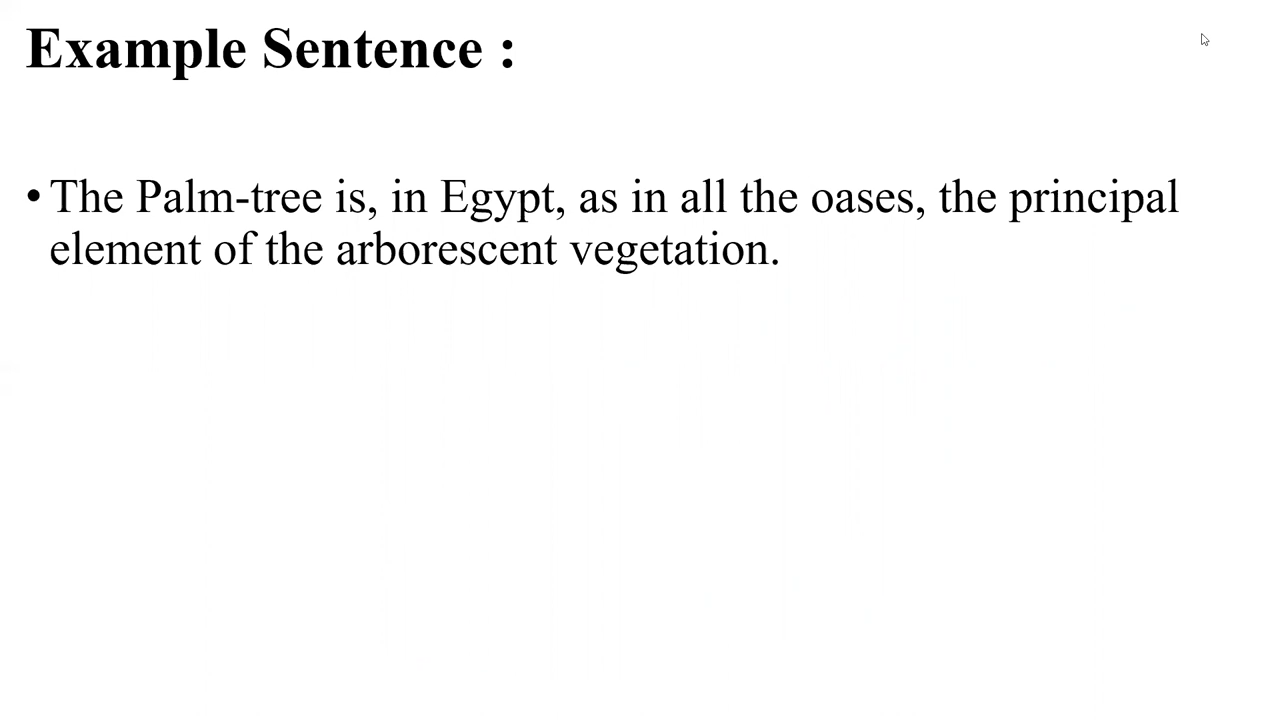 Example Sentence :
• The Palm-tree is, in Egypt, as in all the oases, the principal
element of the arborescent vegetation.